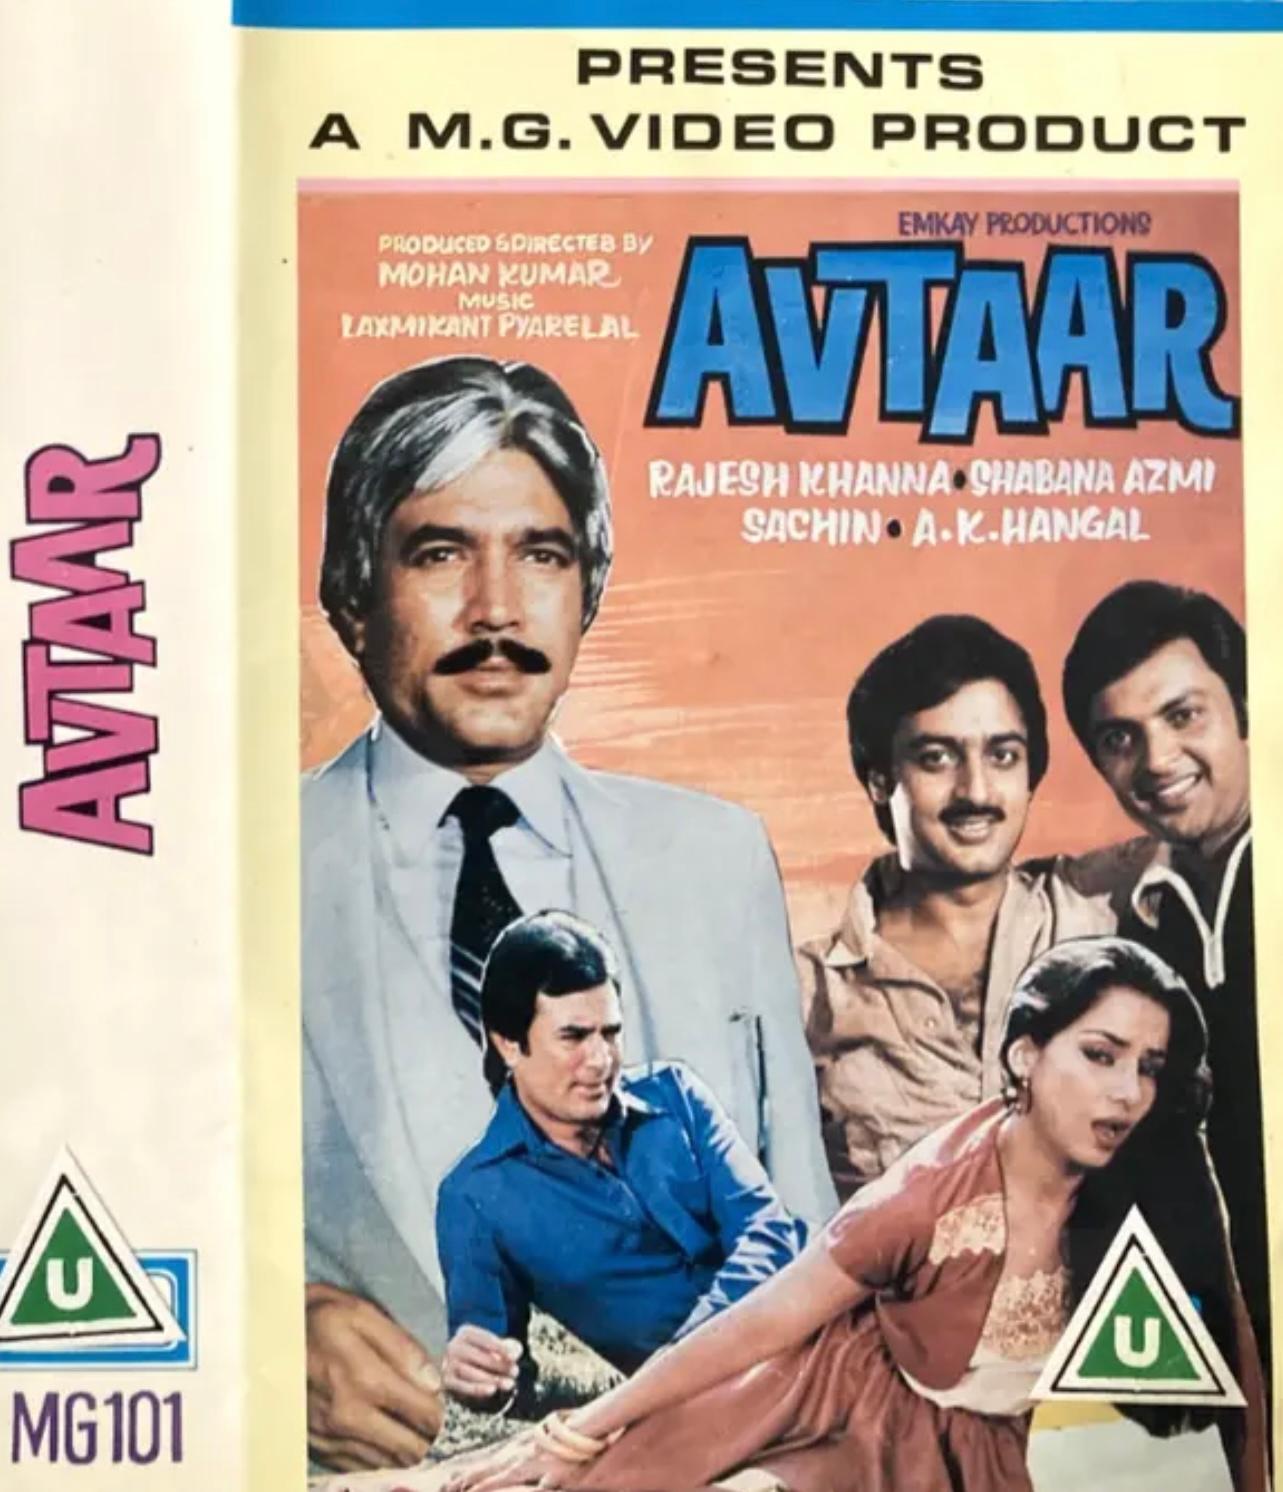 PRESENTS
A M.G. VIDEO PRODUCT
EMKAY PRODUCTIONS
PRODUCED & DIRECTEB BY
MOHAN KUMAR
MUSIC
LAXMIKANT PYARELAL
AVTAAR
RAJESH KHANNA • SHABANA AZMI
SACHIN • A.K. HANGAL
AVTAAR
U
MG101
U